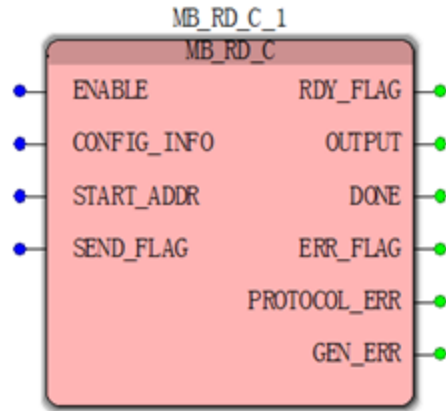 MB_RD_C_1
MB_RD_C
ENABLE RDY_FLAG
CONFIG_INFO OUTPUT
START_ADDR DONE
SEND_FLAG ERR_FLAG
PROTOCOL_ERR
GEN_ERR